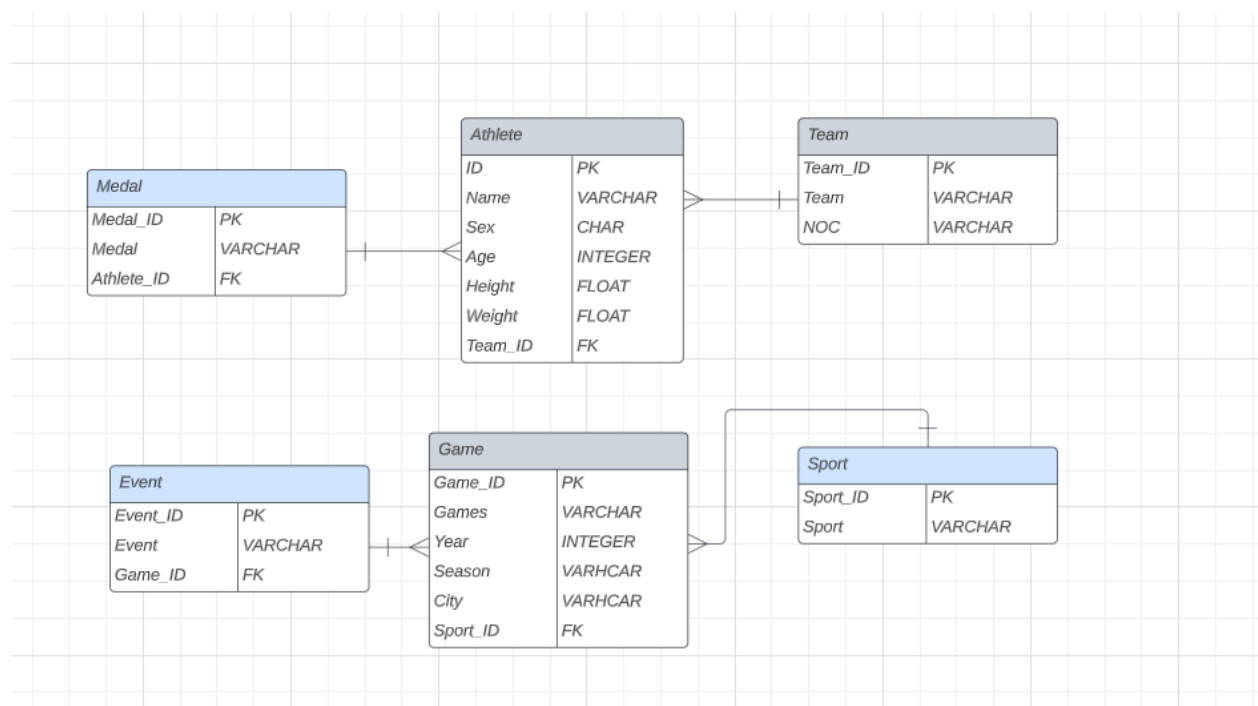 Athlete
ID PK
Name VARCHAR
Sex CHAR
Age INTEGER
Height FLOAT
Weight FLOAT
Team_ID FK
Team
Team_ID PK
Team VARCHAR
NOC VARCHAR
Medal
Medal_ID PK
Medal VARCHAR
Athlete_ID FK
Game
Game_ID PK
Games VARCHAR
Year INTEGER
Season VARHCAR
City VARHCAR
Sport_ID FK
Sport
Sport_ID PK
Sport VARCHAR
Event
Event_ID PK
Event VARCHAR
Game_ID FK